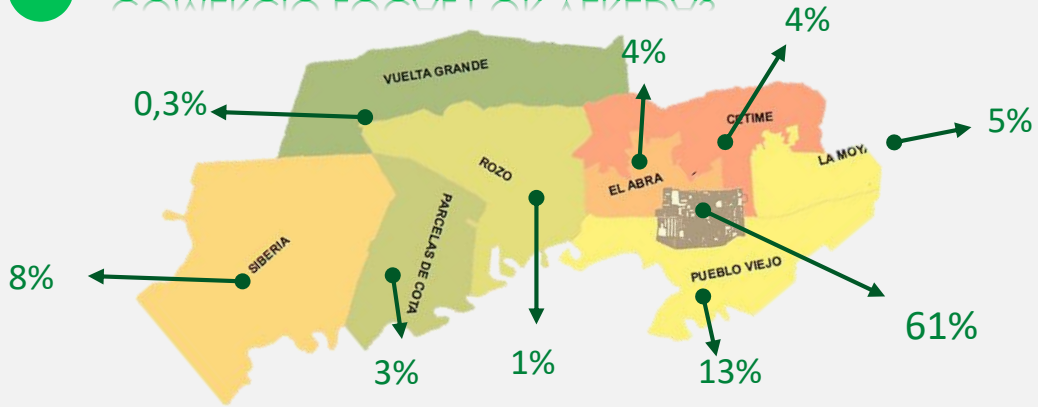 4%
4%
VUELTA GRANDE
0,3%
CETIME
5%
LA MOY
ROZO
EL ABRA
PARCELAS DE COTA
SIBERIA
PUEBLO VIEJO
8%
61%
3%
1%
13%